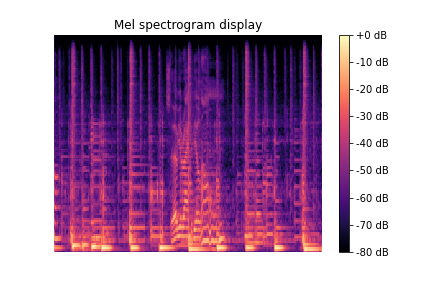 Mel spectrogram display
+0 dB
-10 dB
-20 dB
-30 dB
-40 dB
-50 dB
-60 dB
-70 dB
-80 dB